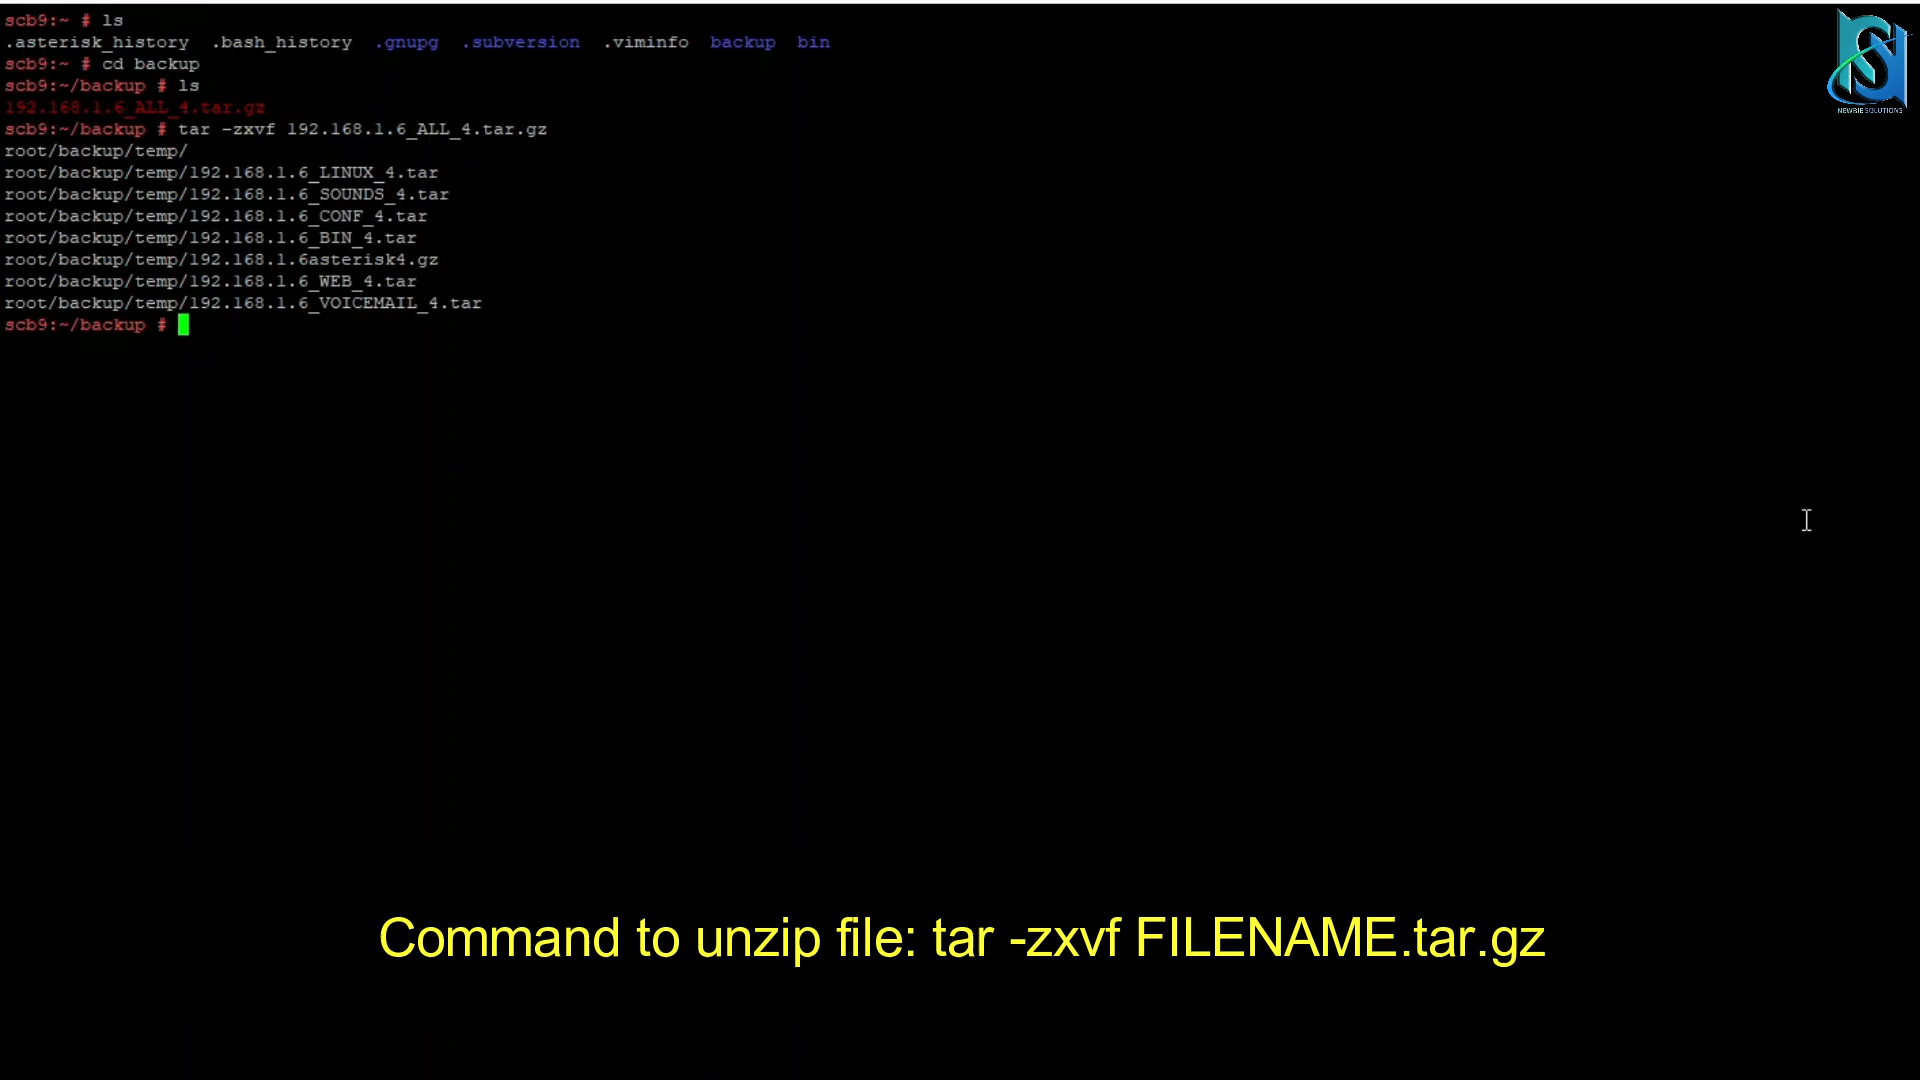 scb9:~ # ls
.asterisk_history .bash_history .gnupg .subversion .viminfo backup bin
scb9:~ # cd backup
scb9:~/backup # ls
192.168.1.6_ALL_4.tar.gz
scb9:~/backup # tar -zxvf 192.168.1.6_ALL_4.tar.gz
root/backup/temp/
root/backup/temp/192.168.1.6_LINUX_4.tar
root/backup/temp/192.168.1.6_SOUNDS_4.tar
root/backup/temp/192.168.1.6_CONF_4.tar
root/backup/temp/192.168.1.6_BIN_4.tar
root/backup/temp/192.168.1.6asterisk4.gz
root/backup/temp/192.168.1.6_WEB_4.tar
root/backup/temp/192.168.1.6_VOICEMAIL_4.tar
scb9:~/backup #
NEWBIE SOLUTIONS
Command to unzip file: tar -zxvf FILENAME.tar.gz